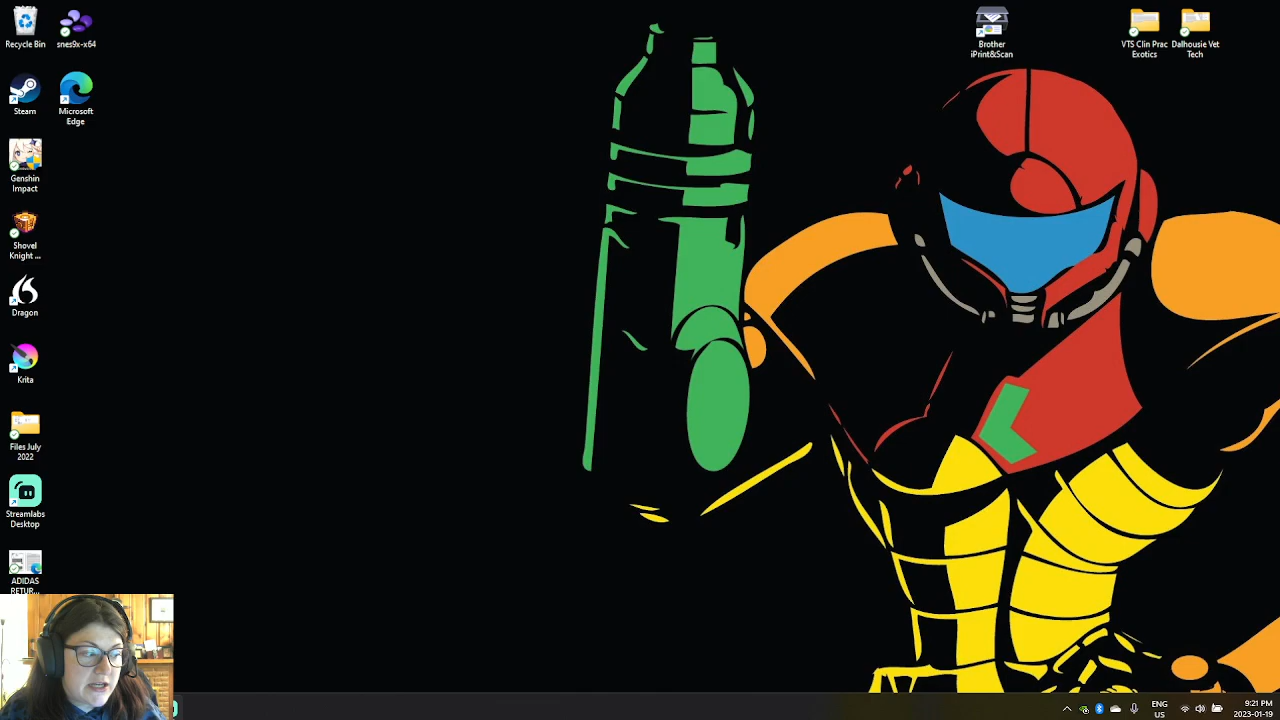 Recycle Bin
snes9x-x64
Brother
iPrint&Scan
VTS Clin Prac
Exotics
Dalhousie Vet
Tech
Steam
Microsoft
Edge
Genshin
Impact
Shovel
Knight ...
Dragon
Krita
Files July
2022
Streamlabs
Desktop
ADIDAS
RETUR...
ENG
US
9:21 PM
2023-01-19